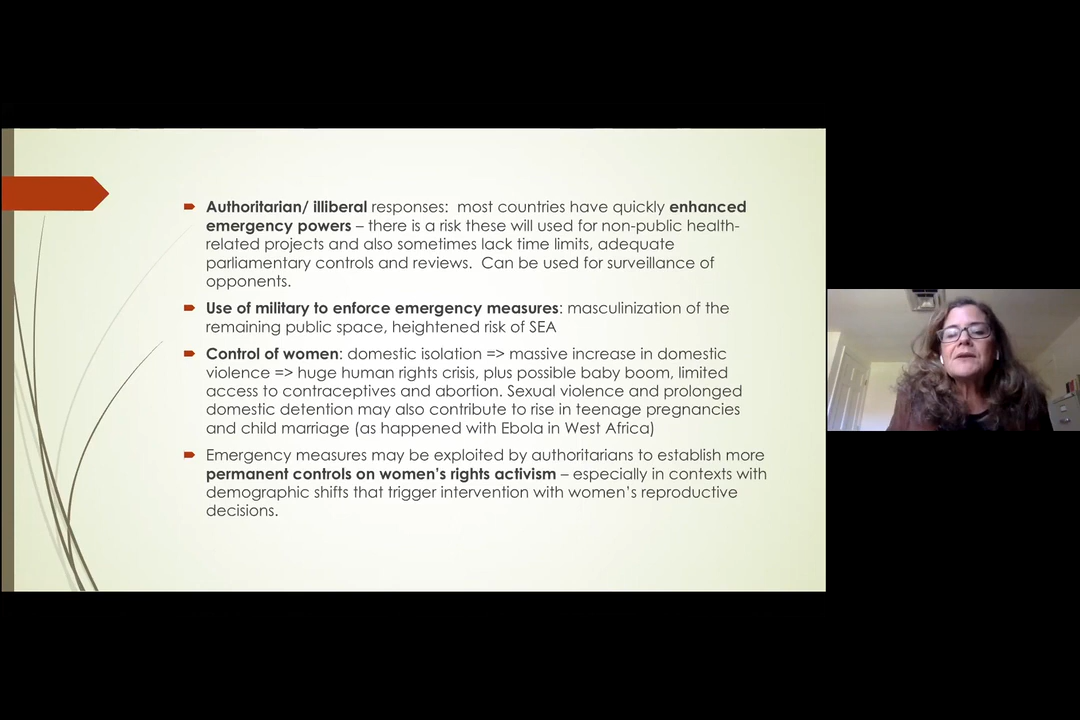 Authoritarian/ illiberal responses:  most countries have quickly enhanced
emergency powers – there is a risk these will used for non-public health-
related projects and also sometimes lack time limits, adequate
parliamentary controls and reviews.  Can be used for surveillance of
opponents.
Use of military to enforce emergency measures: masculinization of the
remaining public space, heightened risk of SEA
Control of women: domestic isolation => massive increase in domestic
violence => huge human rights crisis, plus possible baby boom, limited
access to contraceptives and abortion. Sexual violence and prolonged
domestic detention may also contribute to rise in teenage pregnancies
and child marriage (as happened with Ebola in West Africa)
Emergency measures may be exploited by authoritarians to establish more
permanent controls on women’s rights activism – especially in contexts with
demographic shifts that trigger intervention with women’s reproductive
decisions.